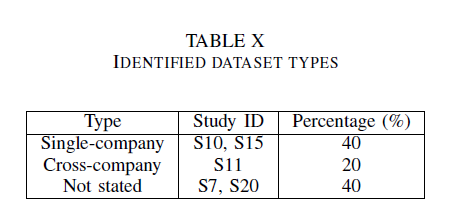 TABLE X
IDENTIFIED DATASET TYPES
Type Study ID Percentage (%)
Single-company S10, S15 40
Cross-company S11 20
Not stated S7, S20 40